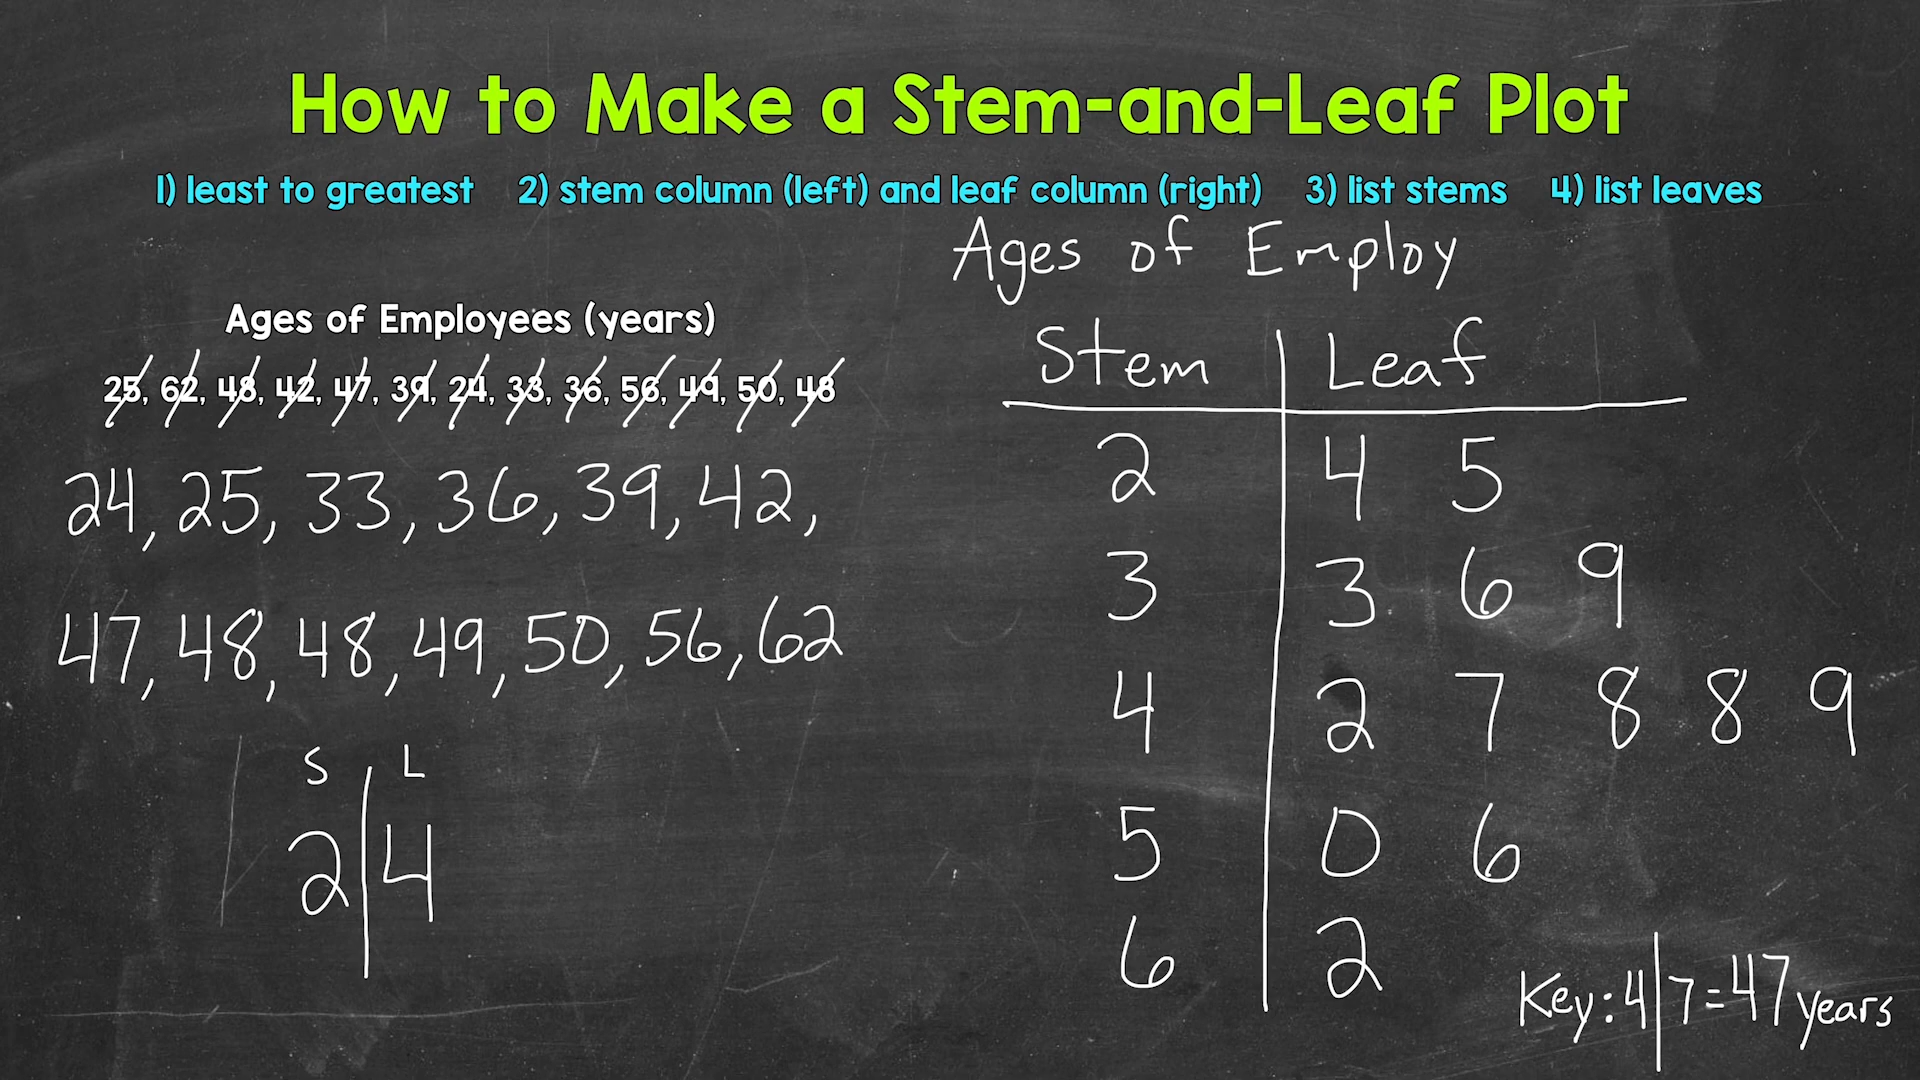 How to Make a Stem-and-Leaf Plot
1) least to greatest 2) stem column (left) and leaf column (right) 3) list stems 4) list leaves
Ages of Employees (years)
25, 62, 48, 42, 47, 39, 24, 33, 36, 56, 49, 50, 48
24, 25, 33, 36, 39, 42,
47, 48, 48, 49, 50, 56, 62
S L
2 4
Ages of Employ
Stem Leaf
2 4 5
3 3 6 9
4 2 7 8 8 9
5 0 6
6 2
Key: 4|7 = 47 years